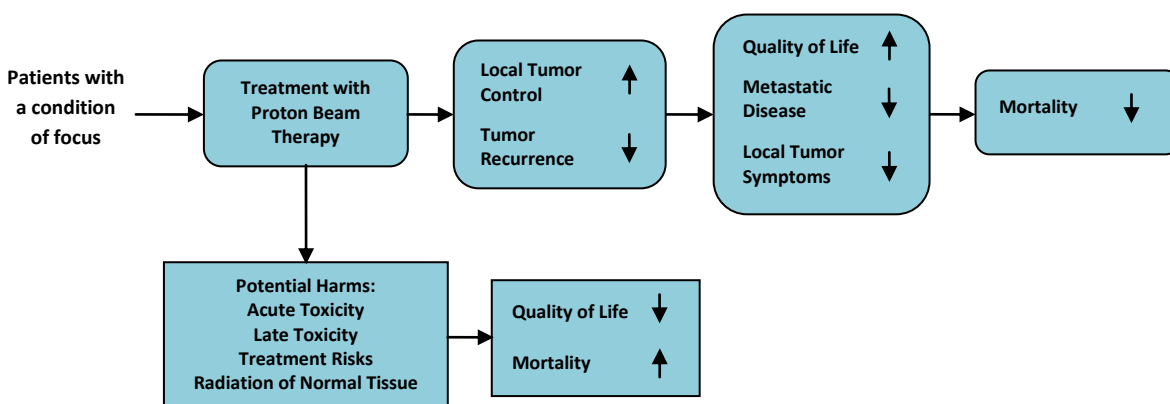 Patients with
a condition
of focus
Treatment with
Proton Beam
Therapy
Local Tumor
Control
Tumor
Recurrence
Quality of Life
Metastatic
Disease
Local Tumor
Symptoms
Mortality
Potential Harms:
Acute Toxicity
Late Toxicity
Treatment Risks
Radiation of Normal Tissue
Quality of Life
Mortality